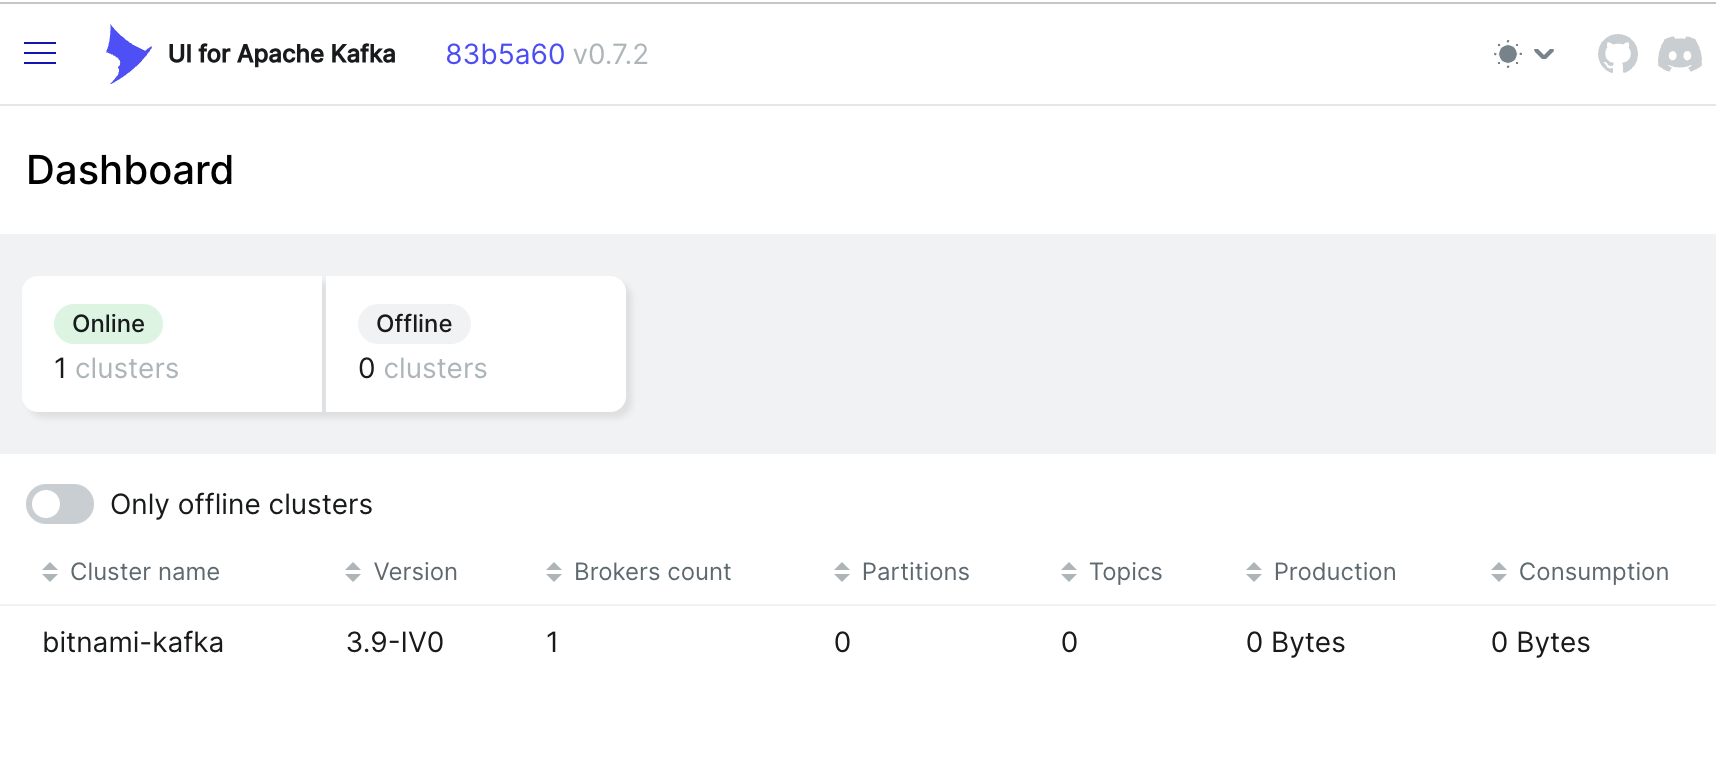 UI for Apache Kafka 83b5a60 v0.7.2
Dashboard
Online Offline
1 clusters 0 clusters
Only offline clusters
Cluster name Version Brokers count Partitions Topics Production Consumption
bitnami-kafka 3.9-IV0 1 0 0 0 Bytes 0 Bytes